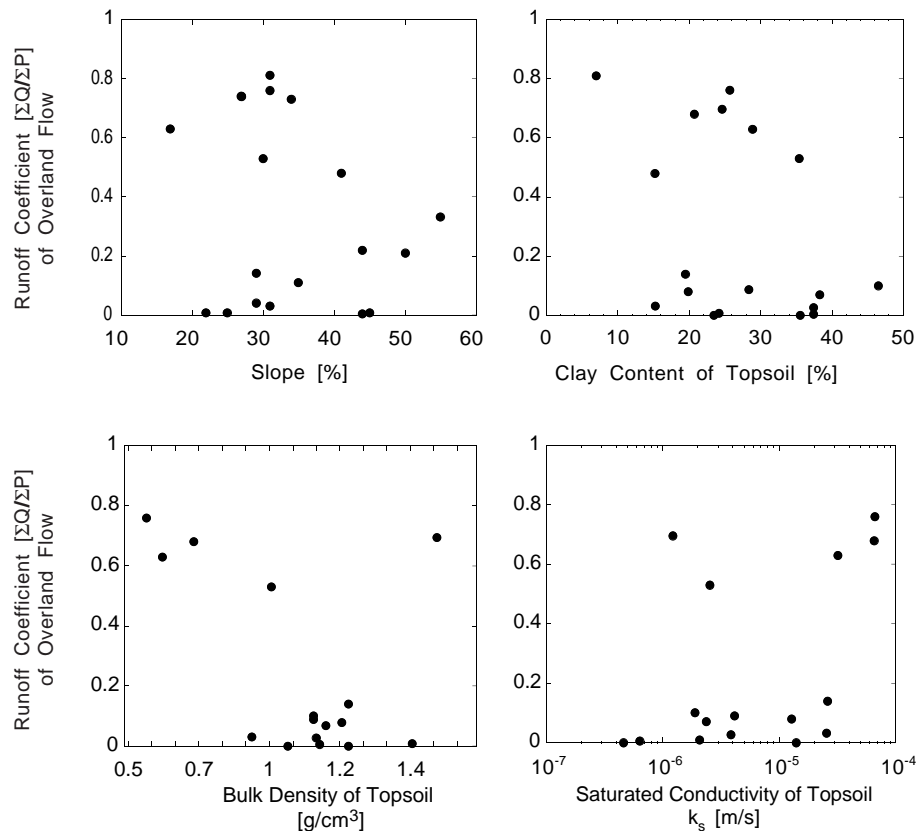 Runoff Coefficient [ΣQ/ΣP]
of Overland Flow
1
0.8
0.6
0.4
0.2
0
10 20 30 40 50 60
Slope [%]
1
0.8
0.6
0.4
0.2
0
0 10 20 30 40 50
Clay Content of Topsoil [%]
Runoff Coefficient [ΣQ/ΣP]
of Overland Flow
1
0.8
0.6
0.4
0.2
0
0.5 0.7 1 1.2 1.4
Bulk Density of Topsoil
[g/cm³]
1
0.8
0.6
0.4
0.2
0
10⁻⁷ 10⁻⁶ 10⁻⁵ 10⁻⁴
Saturated Conductivity of Topsoil
kₛ [m/s]